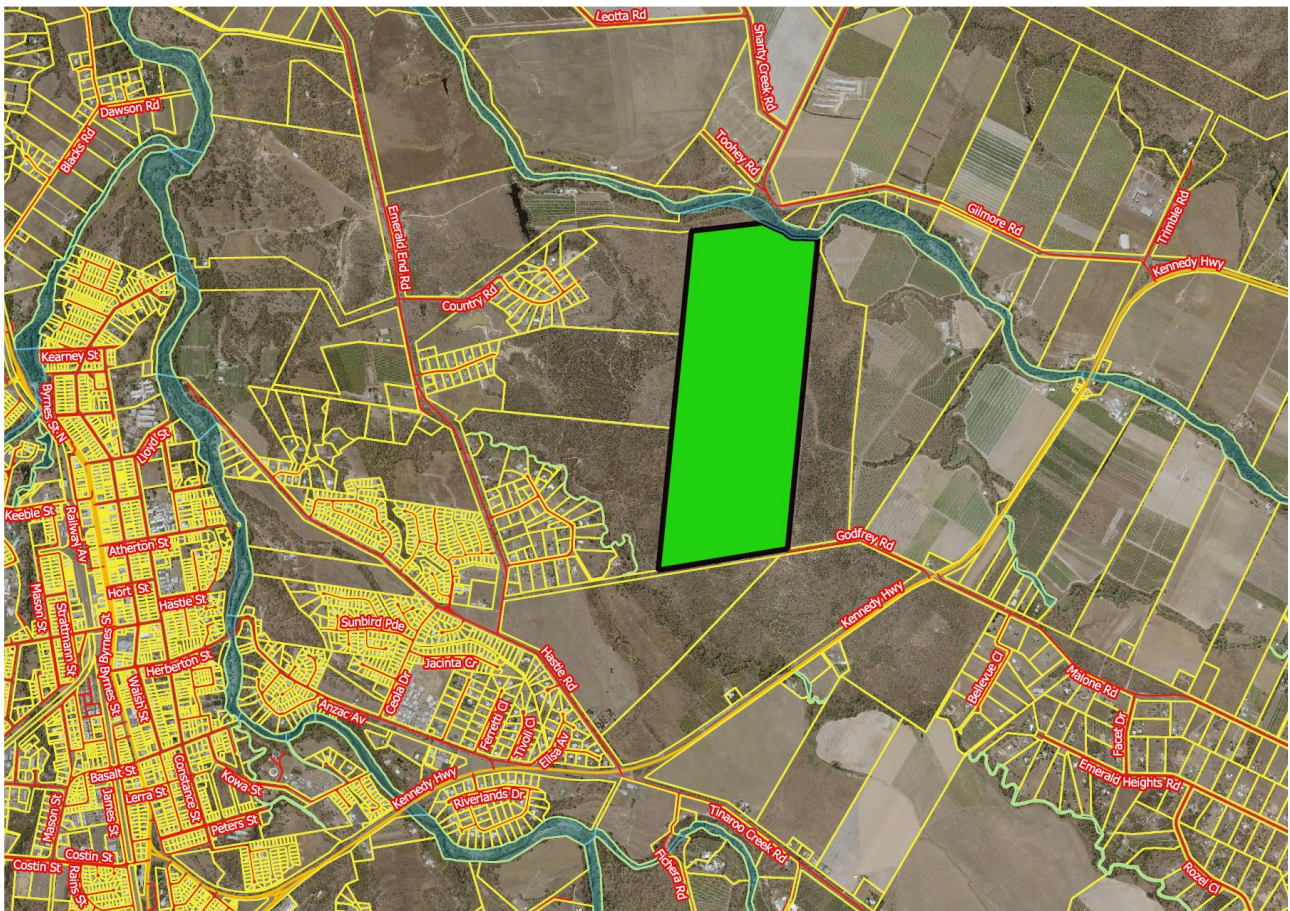 Leotta Rd
Shanty Creek Rd
Dawson Rd
Blacks Rd
Toohey Rd
Trimble Rd
Gilmore Rd
Emerald End Rd
Kennedy Hwy
Country Rd
Kearney St
Byrnes St N
Lloyd St
Keeble St
Railway Av
Atherton St
Godfrey Rd
Hort St
Mason St
Hastie St
Strattmann St
Kennedy Hwy
Sunbird Pde
Byrnes St
Byrnes St
Herberton St
Jacinta Cr
Hastie Rd
Bellevue Cl
Malone Rd
Walsh St
Ceola Dr
Anzac Av
Ferretti Cl
Tivoli Cl
Elisa Av
Facet Dr
Basalt St
Constance St
Kowa St
Kennedy Hwy
Emerald Heights Rd
Mason St
James St
Lerra St
Riverlands Dr
Peters St
Tinaroo Creek Rd
Costin St
Costin St
Rains St
Fichera Rd
Rozel Cl